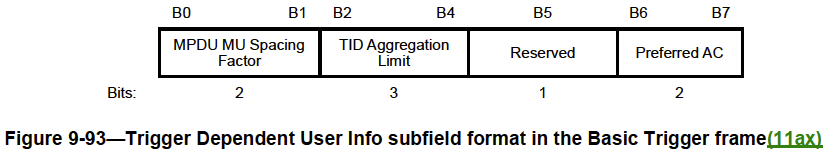 B0 B1 B2 B4 B5 B6 B7
MPDU MU Spacing Factor TID Aggregation Limit Reserved Preferred AC
Bits: 2 3 1 2
Figure 9-93—Trigger Dependent User Info subfield format in the Basic Trigger frame(11ax)